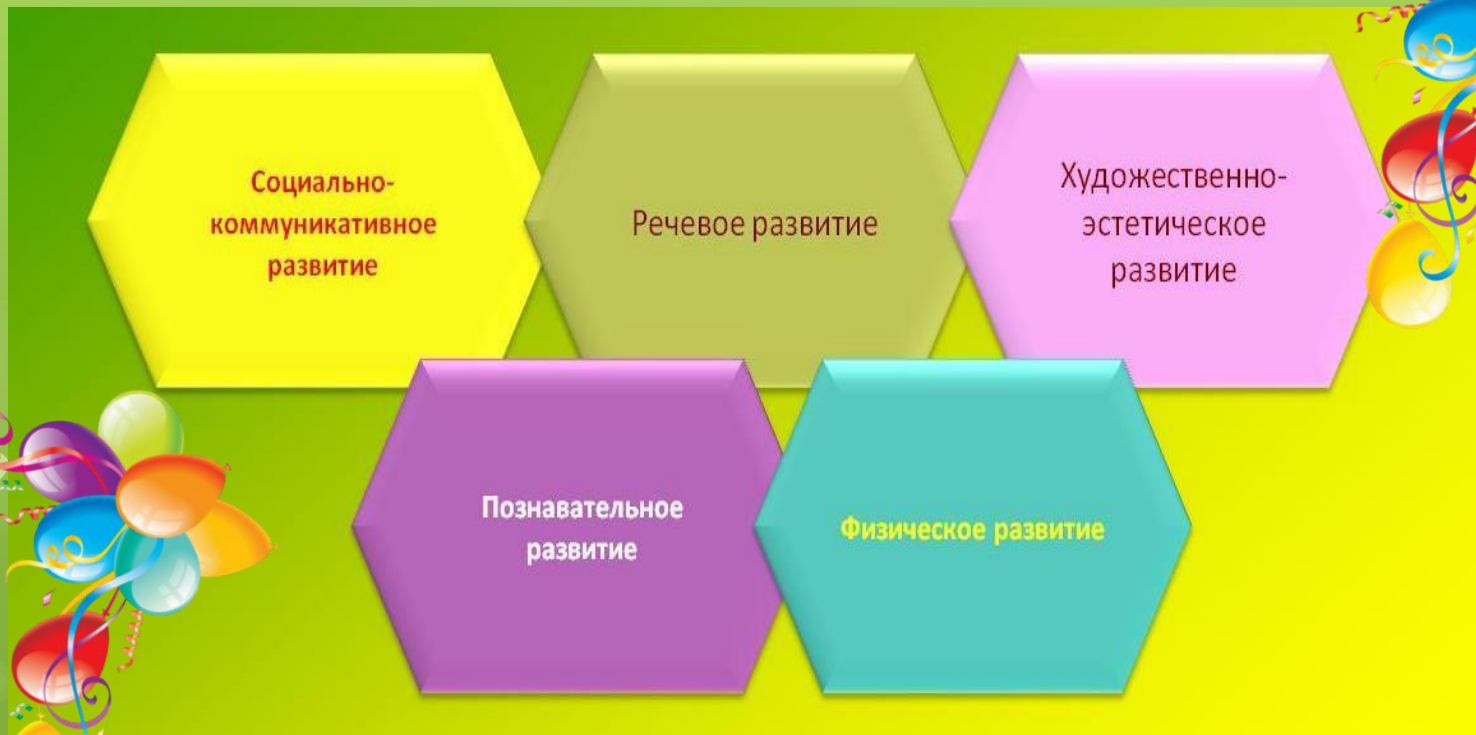 Социально-
коммуникативное
развитие
Речевое развитие
Художественно-
эстетическое
развитие
Познавательное
развитие
Физическое развитие